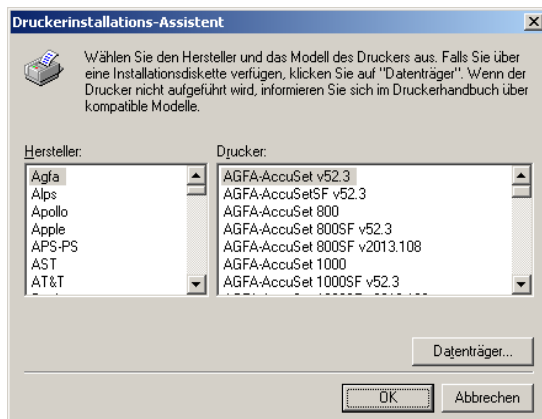 Druckerinstallations-Assistent
Wählen Sie den Hersteller und das Modell des Druckers aus. Falls Sie über
eine Installationsdiskette verfügen, klicken Sie auf "Datenträger". Wenn der
Drucker nicht aufgeführt wird, informieren Sie sich im Druckerhandbuch über
kompatible Modelle.
Hersteller:
Agfa
Alps
Apollo
Apple
APS-PS
AST
AT&T
Drucker:
AGFA-AccuSet v52.3
AGFA-AccuSetSF v52.3
AGFA-AccuSet 800
AGFA-AccuSet 800SF v52.3
AGFA-AccuSet 800SF v2013.108
AGFA-AccuSet 1000
AGFA-AccuSet 1000SF v52.3
Datenträger...
OK
Abbrechen